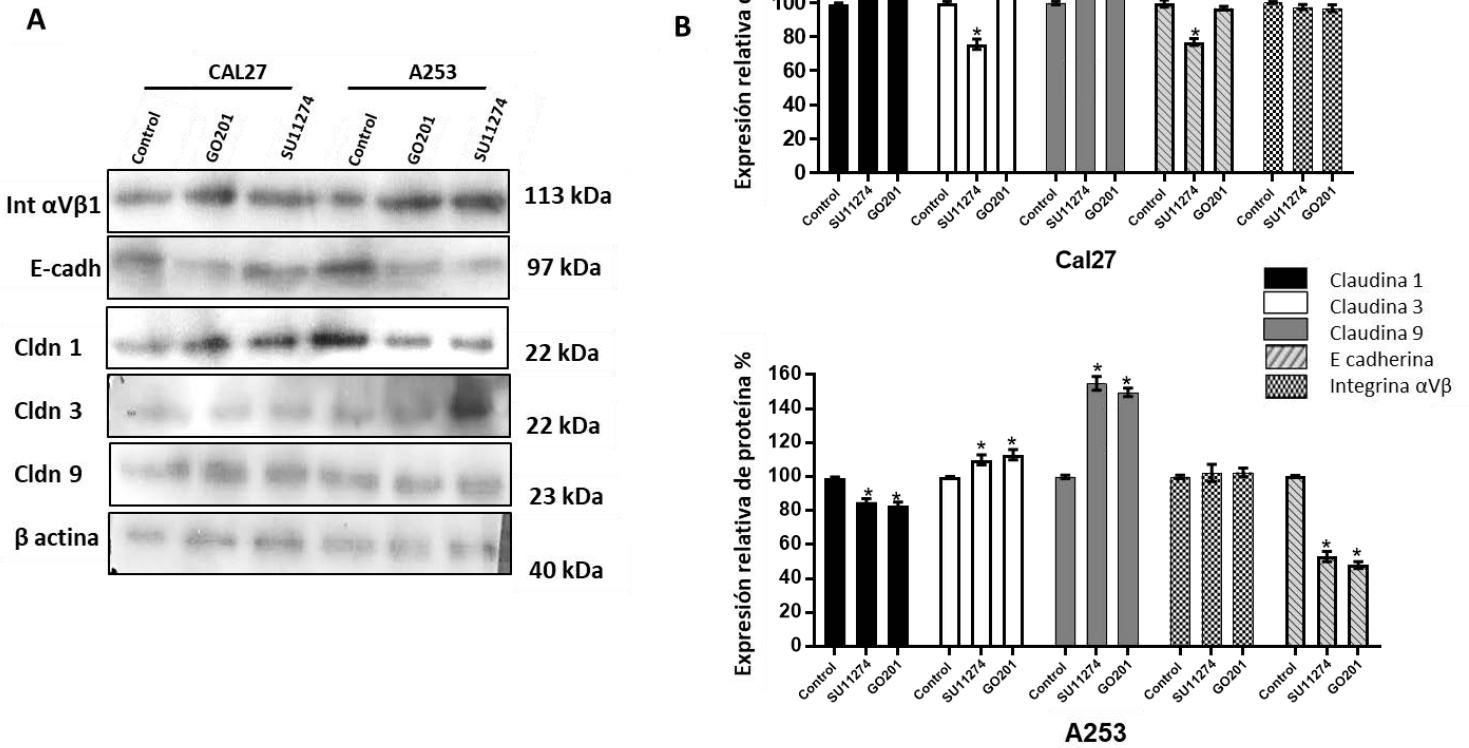 A
CAL27
A253
Control
GO201
SU11274
Control
GO201
SU11274
Int αVβ1
113 kDa
E-cadh
97 kDa
Cldn 1
22 kDa
Cldn 3
22 kDa
Cldn 9
23 kDa
β actina
40 kDa
B
Expresión relativa
100
80
60
40
20
0
*
*
Control
SU11274
GO201
Control
SU11274
GO201
Control
SU11274
GO201
Control
SU11274
GO201
Control
SU11274
GO201
Cal27
Claudina 1
Claudina 3
Claudina 9
E cadherina
Integrina αVβ
Expresión relativa de proteína %
160
140
120
100
80
60
40
20
0
*
*
*
*
*
*
*
*
Control
SU11274
GO201
Control
SU11274
GO201
Control
SU11274
GO201
Control
SU11274
GO201
Control
SU11274
GO201
A253